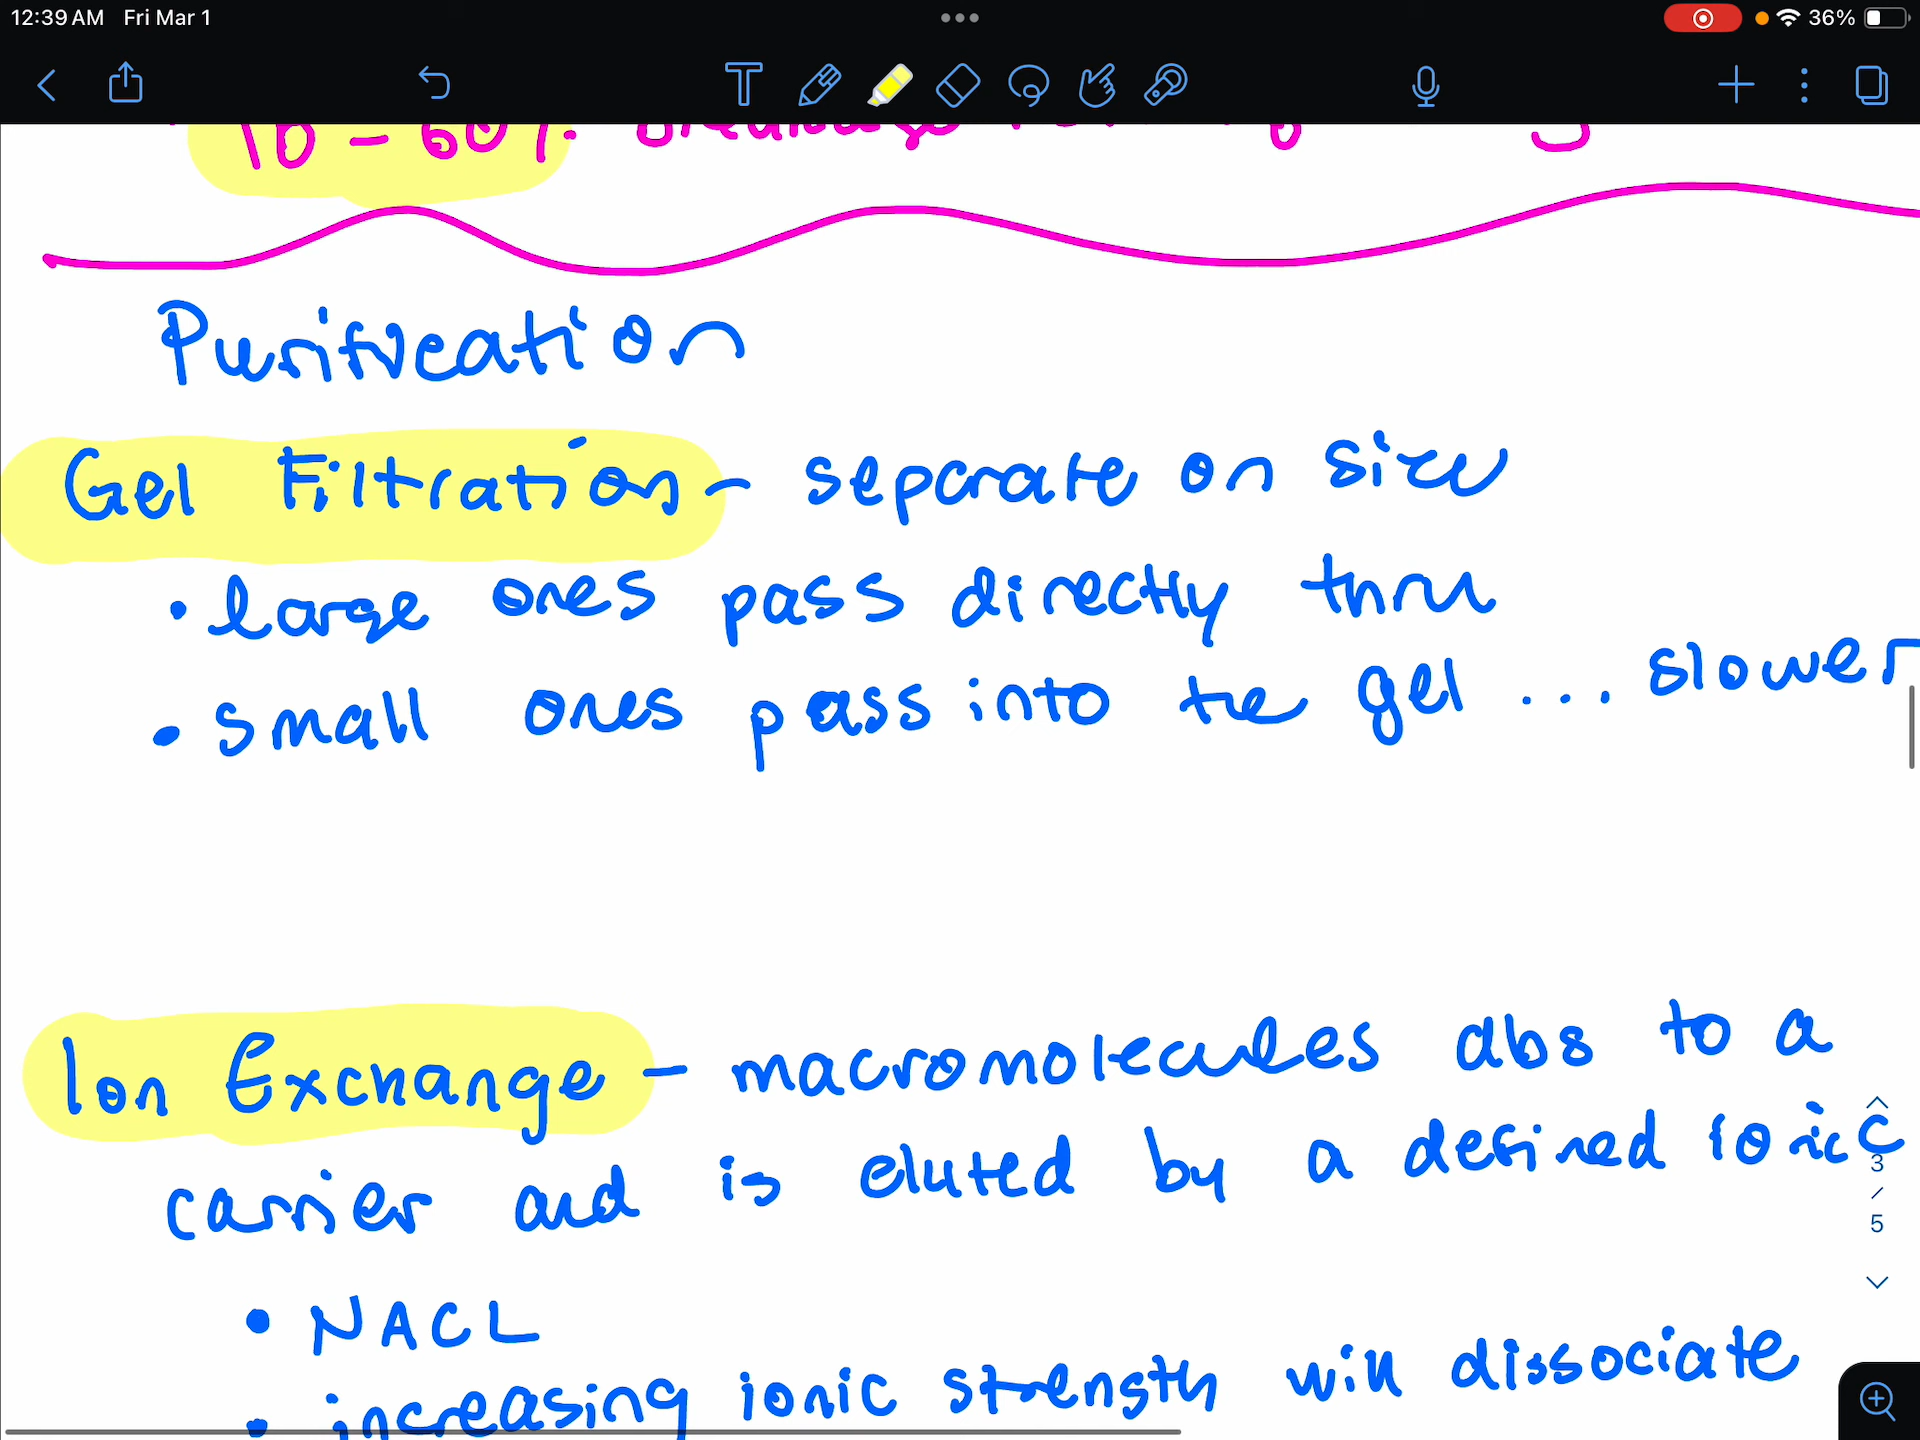 12:39 AM Fri Mar 1
36%
10 - 60%
Purification
Gel Filtration - separate on size
• large ones pass directly thru
• small ones pass into the gel ... slower
Ion Exchange - macromolecules abs to a
carrier and is eluted by a defined ionic C
3
/
5
• NACL
• increasing ionic strength will dissociate